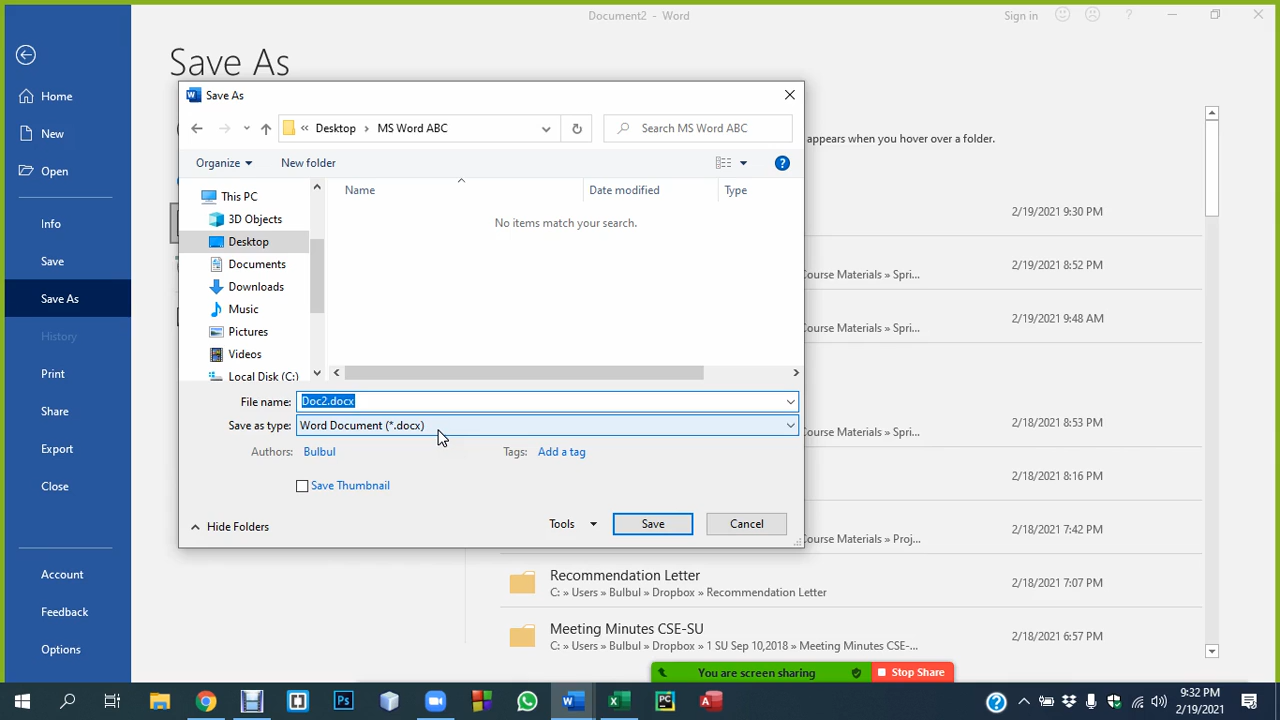 Document2 - Word
Sign in
?
Save As
Home
New
Open
Info
Save
Save As
History
Print
Share
Export
Close
Account
Feedback
Options
Save As
« Desktop › MS Word ABC
Search MS Word ABC
Organize
New folder
?
This PC
3D Objects
Desktop
Documents
Downloads
Music
Pictures
Videos
Local Disk (C:)
Name
Date modified
Type
No items match your search.
File name: Doc2.docx
Save as type: Word Document (*.docx)
Authors: Bulbul
Tags: Add a tag
Save Thumbnail
Hide Folders
Tools
Save
Cancel
appears when you hover over a folder.
2/19/2021 9:30 PM
2/19/2021 8:52 PM
Course Materials » Spri...
2/19/2021 9:48 AM
Course Materials » Spri...
2/18/2021 8:53 PM
Course Materials » Spri...
2/18/2021 8:16 PM
2/18/2021 7:42 PM
Course Materials » Proj...
Recommendation Letter
C: » Users » Bulbul » Dropbox » Recommendation Letter
2/18/2021 7:07 PM
Meeting Minutes CSE-SU
C: » Users » Bulbul » Dropbox » 1 SU Sep 10,2018 » Meeting Minutes CSE-...
2/18/2021 6:57 PM
You are screen sharing
Stop Share
Ps
PC
9:32 PM
2/19/2021